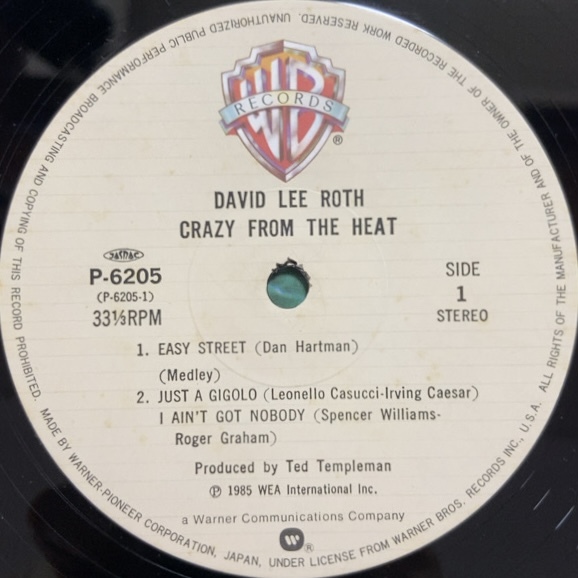 WB
RECORDS
®
DAVID LEE ROTH
CRAZY FROM THE HEAT
JASRAC
P-6205
(P-6205-1)
33⅓RPM
SIDE
1
STEREO
1. EASY STREET (Dan Hartman)
(Medley)
2. JUST A GIGOLO (Leonello Casucci-Irving Caesar)
I AIN'T GOT NOBODY (Spencer Williams-
Roger Graham)
Produced by Ted Templeman
Ⓟ 1985 WEA International Inc.
a Warner Communications Company
®
MADE BY WARNER-PIONEER CORPORATION, JAPAN, UNDER LICENSE FROM WARNER BROS. RECORDS INC., U.S.A. ALL RIGHTS OF THE MANUFACTURER AND OF THE OWNER OF THE RECORDED WORK RESERVED. UNAUTHORIZED PUBLIC PERFORMANCE BROADCASTING AND COPYING OF THIS RECORD PROHIBITED.